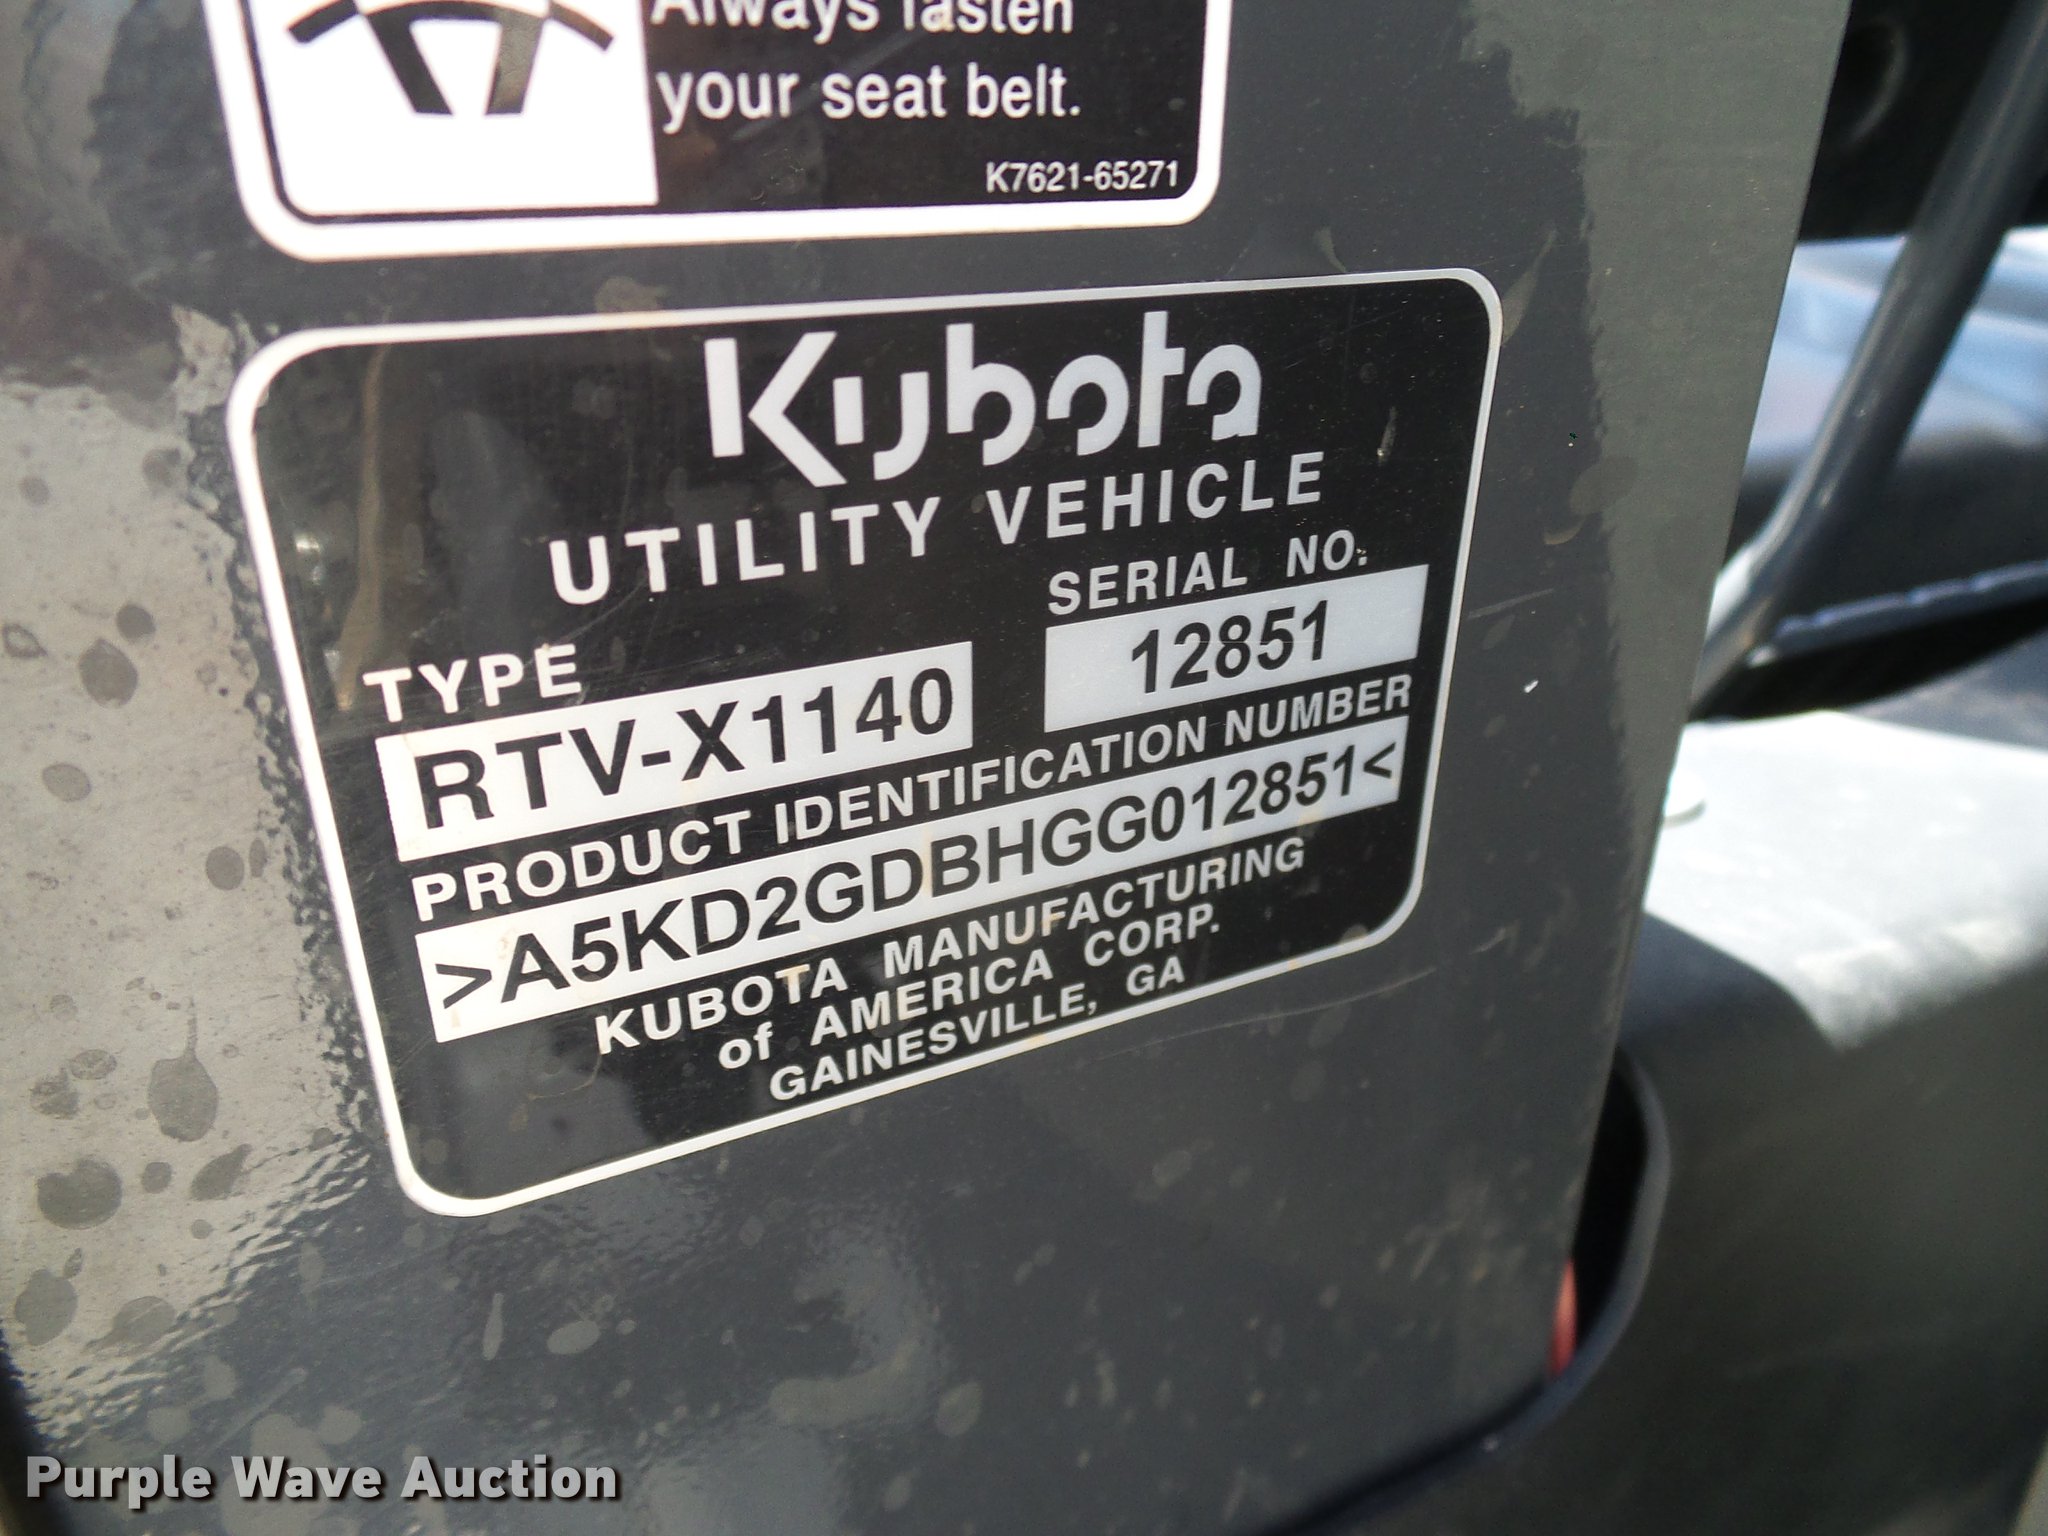 Always fasten
your seat belt.
K7621-65271
Kubota
UTILITY VEHICLE
TYPE
SERIAL NO.
RTV-X1140
12851
PRODUCT IDENTIFICATION NUMBER
>A5KD2GDBHGG012851<
KUBOTA MANUFACTURING
of AMERICA CORP.
GAINESVILLE, GA
Purple Wave Auction